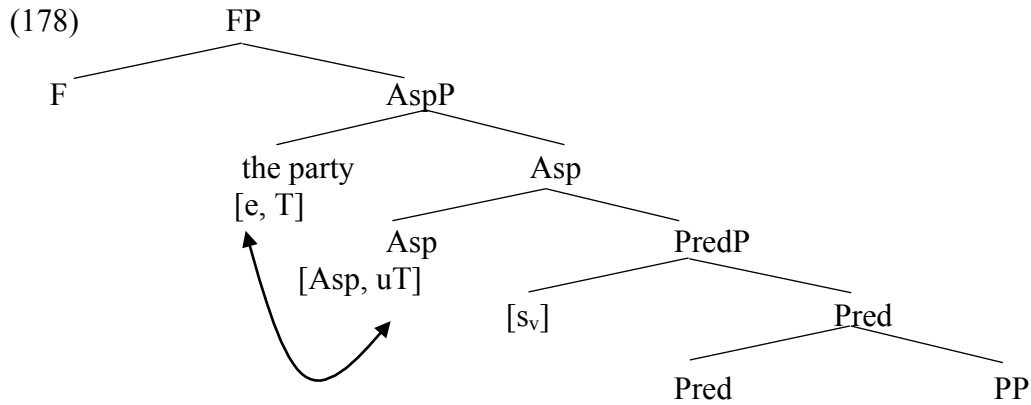 (178) FP
F AspP
the party Asp
[e, T]
Asp PredP
[Asp, uT]
[sv] Pred
Pred PP